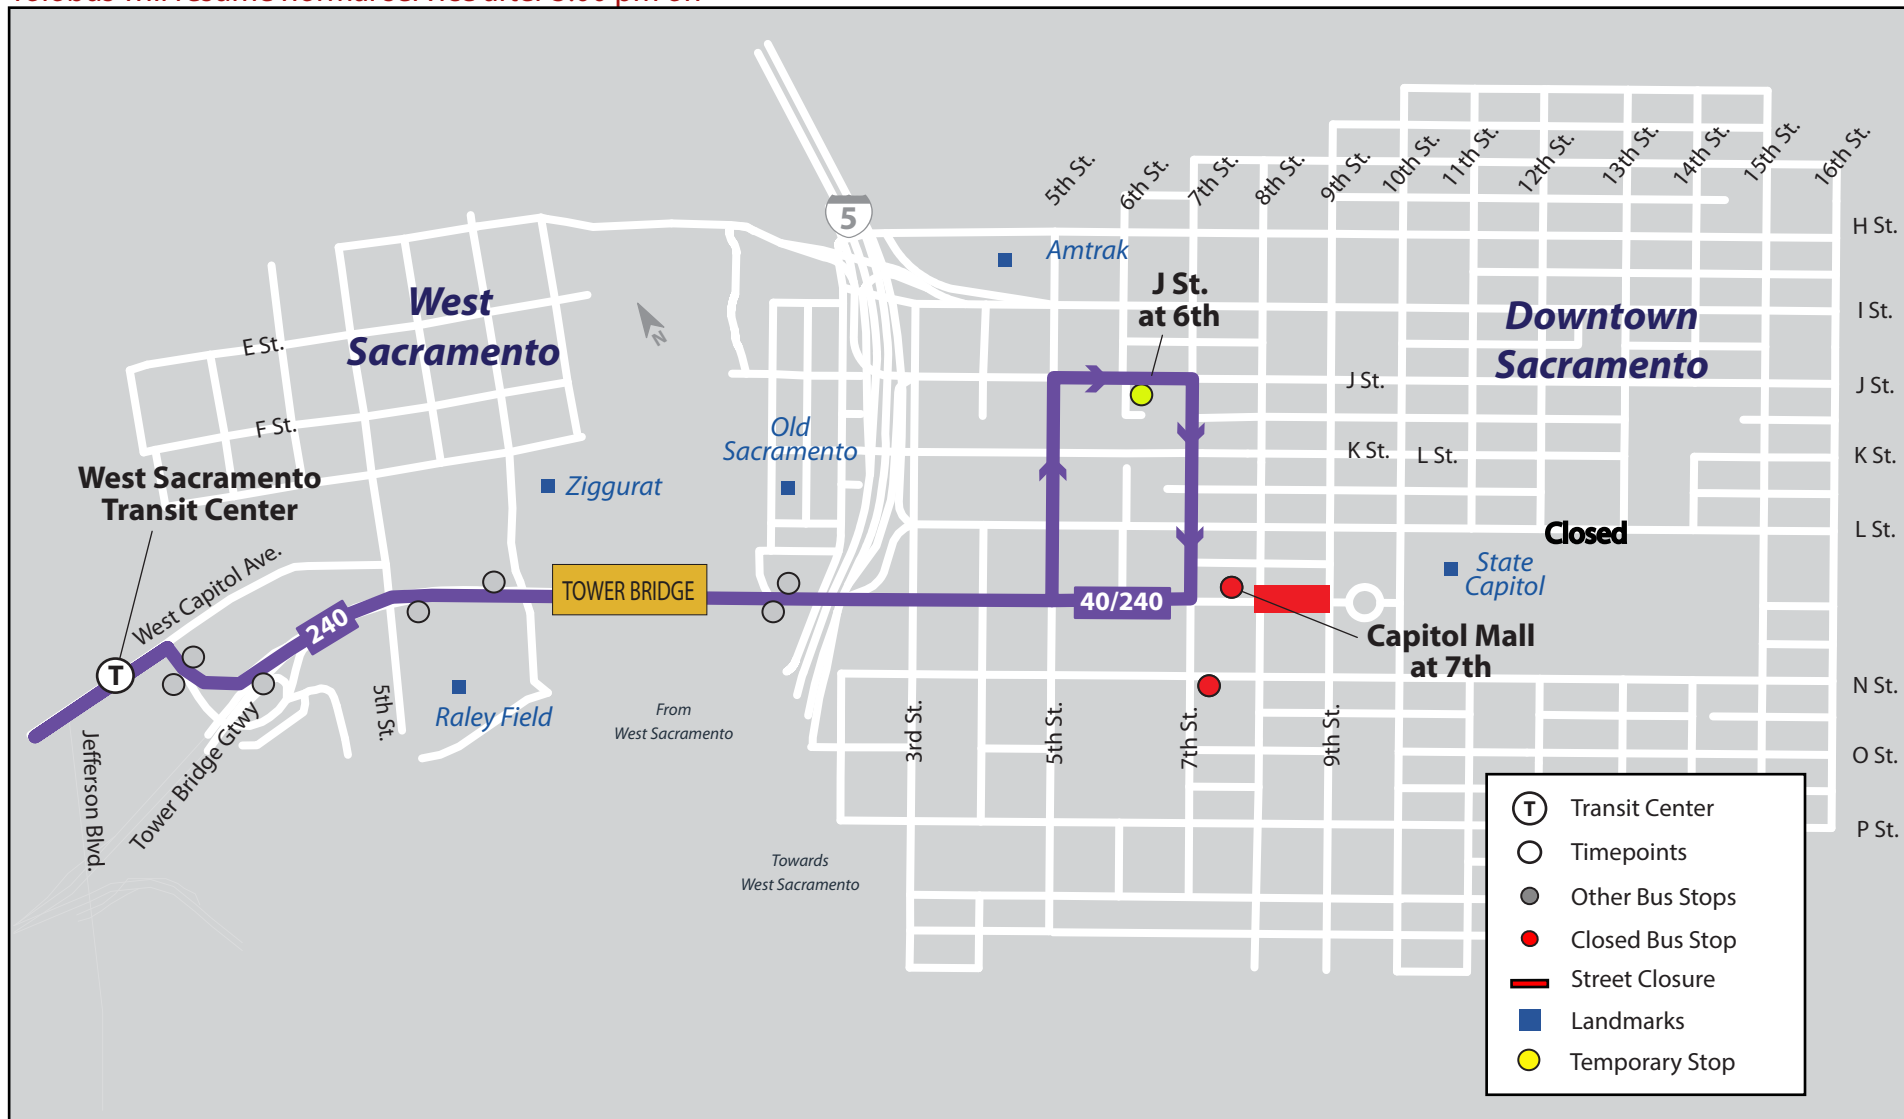 5th St.
6th St.
7th St.
8th St.
9th St.
10th St.
11th St.
12th St.
13th St.
14th St.
15th St.
16th St.
H St.
I St.
J St.
K St.
L St.
N St.
O St.
P St.
5
Amtrak
J St.
at 6th
West
Sacramento
Downtown
Sacramento
N
E St.
F St.
J St.
K St.
L St.
Old
Sacramento
Ziggurat
West Sacramento
Transit Center
Closed
State
Capitol
West Capitol Ave.
TOWER BRIDGE
40/240
240
T
Capitol Mall
at 7th
Raley Field
5th St.
Tower Bridge Gtwy
Jefferson Blvd.
From
West Sacramento
3rd St.
5th St.
7th St.
9th St.
Towards
West Sacramento
T
Transit Center
Timepoints
Other Bus Stops
Closed Bus Stop
Street Closure
Landmarks
Temporary Stop